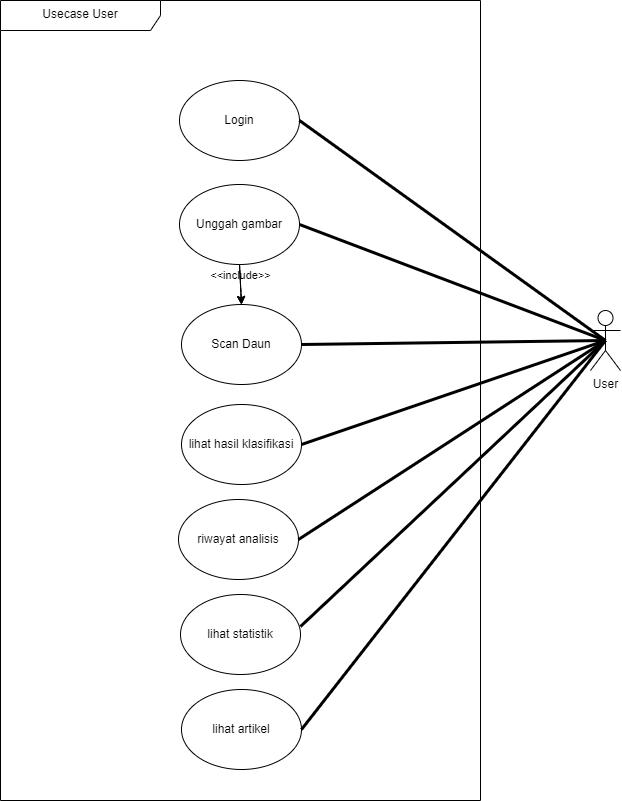 Usecase User
Login
Unggah gambar
<<include>>
Scan Daun
User
lihat hasil klasifikasi
riwayat analisis
lihat statistik
lihat artikel